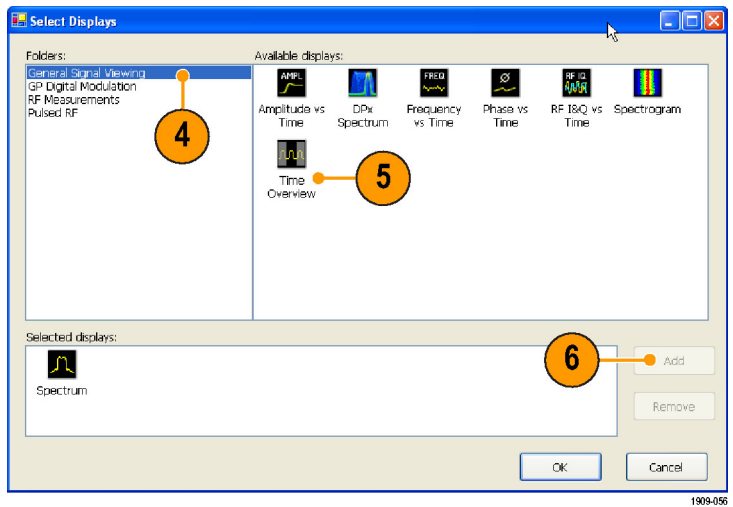 Select Displays
Folders:
General Signal Viewing
GP Digital Modulation
RF Measurements
Pulsed RF
4
Available displays:
AMPL
Amplitude vs
Time
DPx
Spectrum
FREQ
Frequency
vs Time
Ø
Phase vs
Time
RF IQ
RF I&Q vs
Time
Spectrogram
Time
Overview
5
Selected displays:
Spectrum
6
Add
Remove
OK
Cancel
1909-056